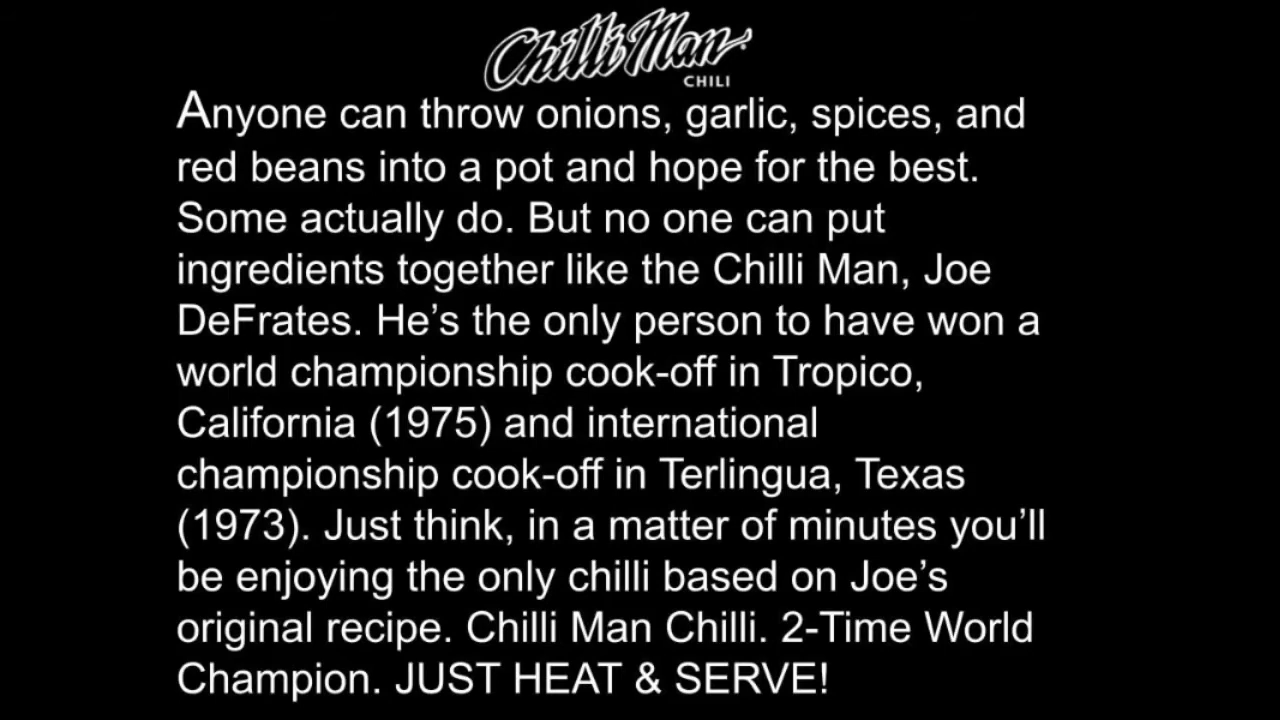 Chilli Man
CHILI
Anyone can throw onions, garlic, spices, and
red beans into a pot and hope for the best.
Some actually do. But no one can put
ingredients together like the Chilli Man, Joe
DeFrates. He’s the only person to have won a
world championship cook-off in Tropico,
California (1975) and international
championship cook-off in Terlingua, Texas
(1973). Just think, in a matter of minutes you’ll
be enjoying the only chilli based on Joe’s
original recipe. Chilli Man Chilli. 2-Time World
Champion. JUST HEAT & SERVE!